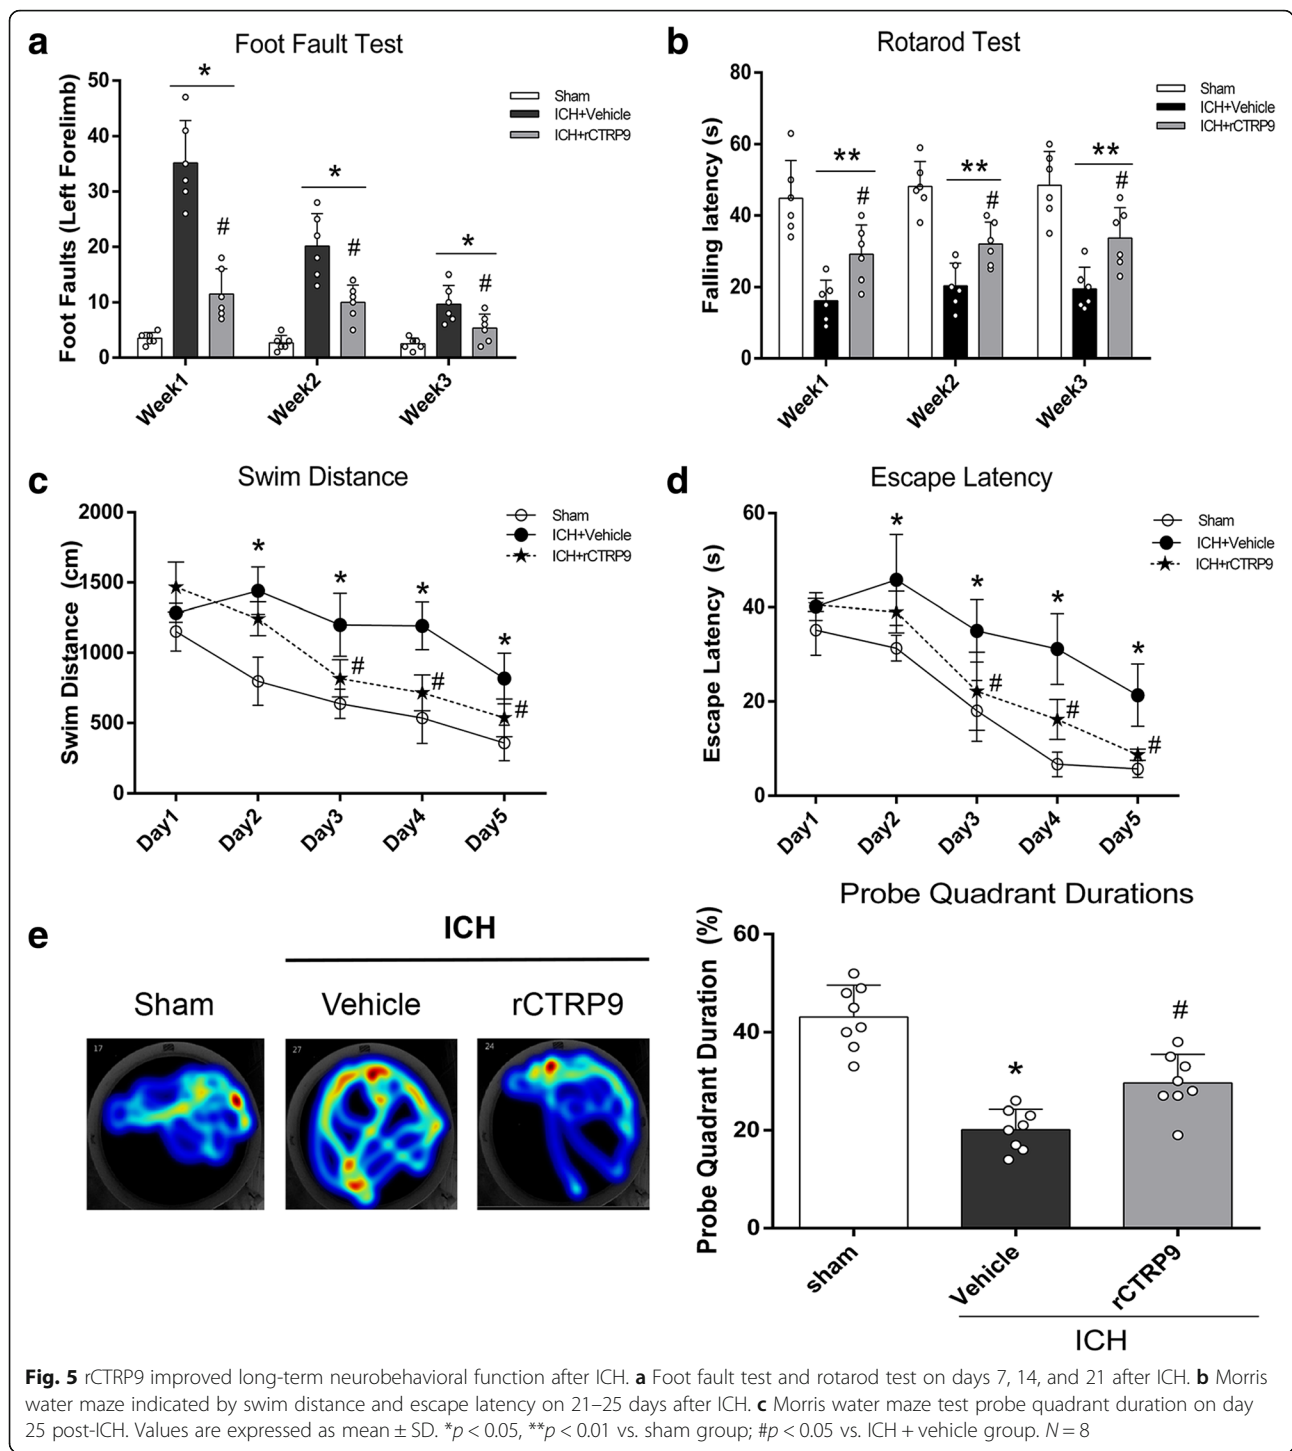 a
Foot Fault Test
Foot Faults (Left Forelimb)
50
40
30
20
10
0
*
#
*
#
*
#
Week1
Week2
Week3
Sham
ICH+Vehicle
ICH+rCTRP9
b
Rotarod Test
Falling latency (s)
80
60
40
20
0
**
#
**
#
**
#
Week1
Week2
Week3
Sham
ICH+Vehicle
ICH+rCTRP9
c
Swim Distance
Swim Distance (cm)
2000
1500
1000
500
0
*
*
#
*
#
*
#
Day1
Day2
Day3
Day4
Day5
Sham
ICH+Vehicle
ICH+rCTRP9
d
Escape Latency
Escape Latency (s)
60
40
20
0
*
*
#
*
#
*
#
Day1
Day2
Day3
Day4
Day5
Sham
ICH+Vehicle
ICH+rCTRP9
e
ICH
Sham
Vehicle
rCTRP9
17
27
24
Probe Quadrant Durations
Probe Quadrant Duration (%)
60
40
20
0
*
#
sham
Vehicle
rCTRP9
ICH
Fig. 5 rCTRP9 improved long-term neurobehavioral function after ICH. a Foot fault test and rotarod test on days 7, 14, and 21 after ICH. b Morris
water maze indicated by swim distance and escape latency on 21–25 days after ICH. c Morris water maze test probe quadrant duration on day
25 post-ICH. Values are expressed as mean ± SD. *p < 0.05, **p < 0.01 vs. sham group; #p < 0.05 vs. ICH + vehicle group. N = 8